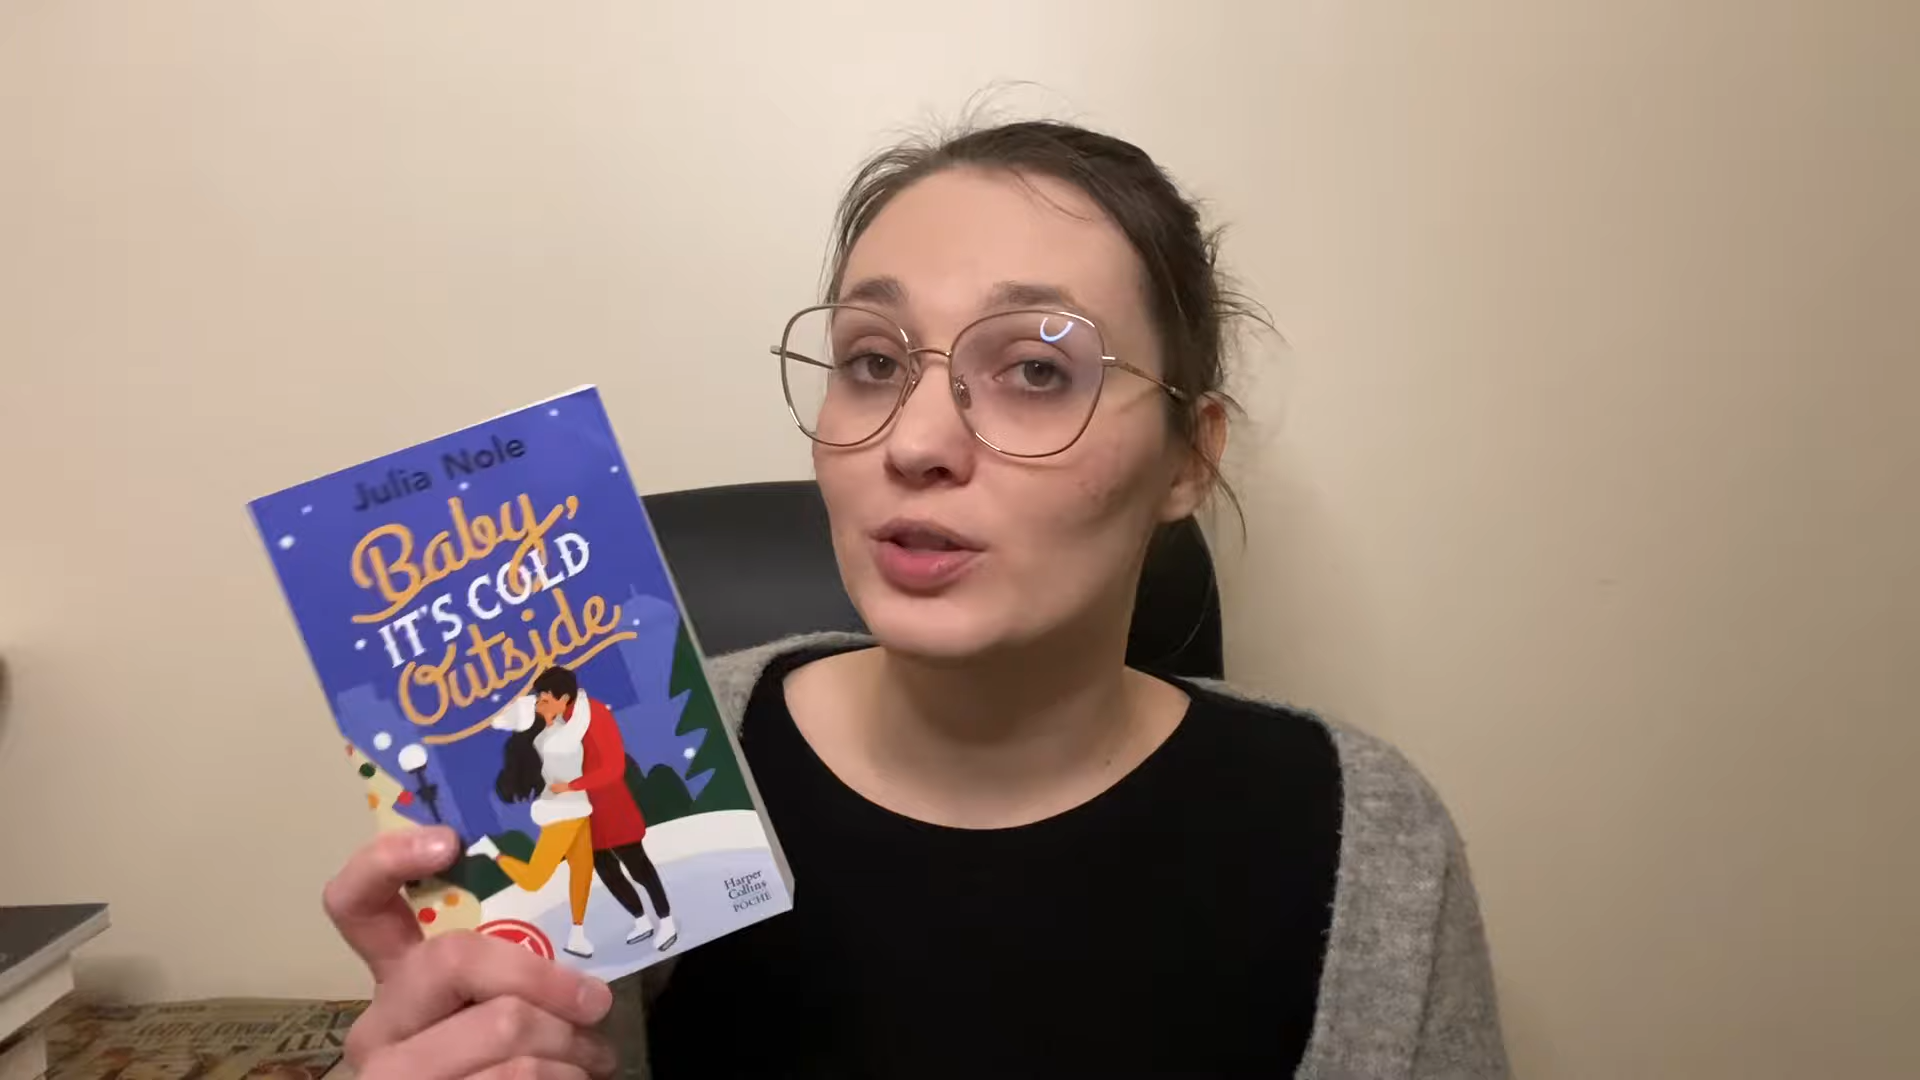 Julia Nole
Baby,
IT'S COLD
Outside
Harper
Collins
POCHE